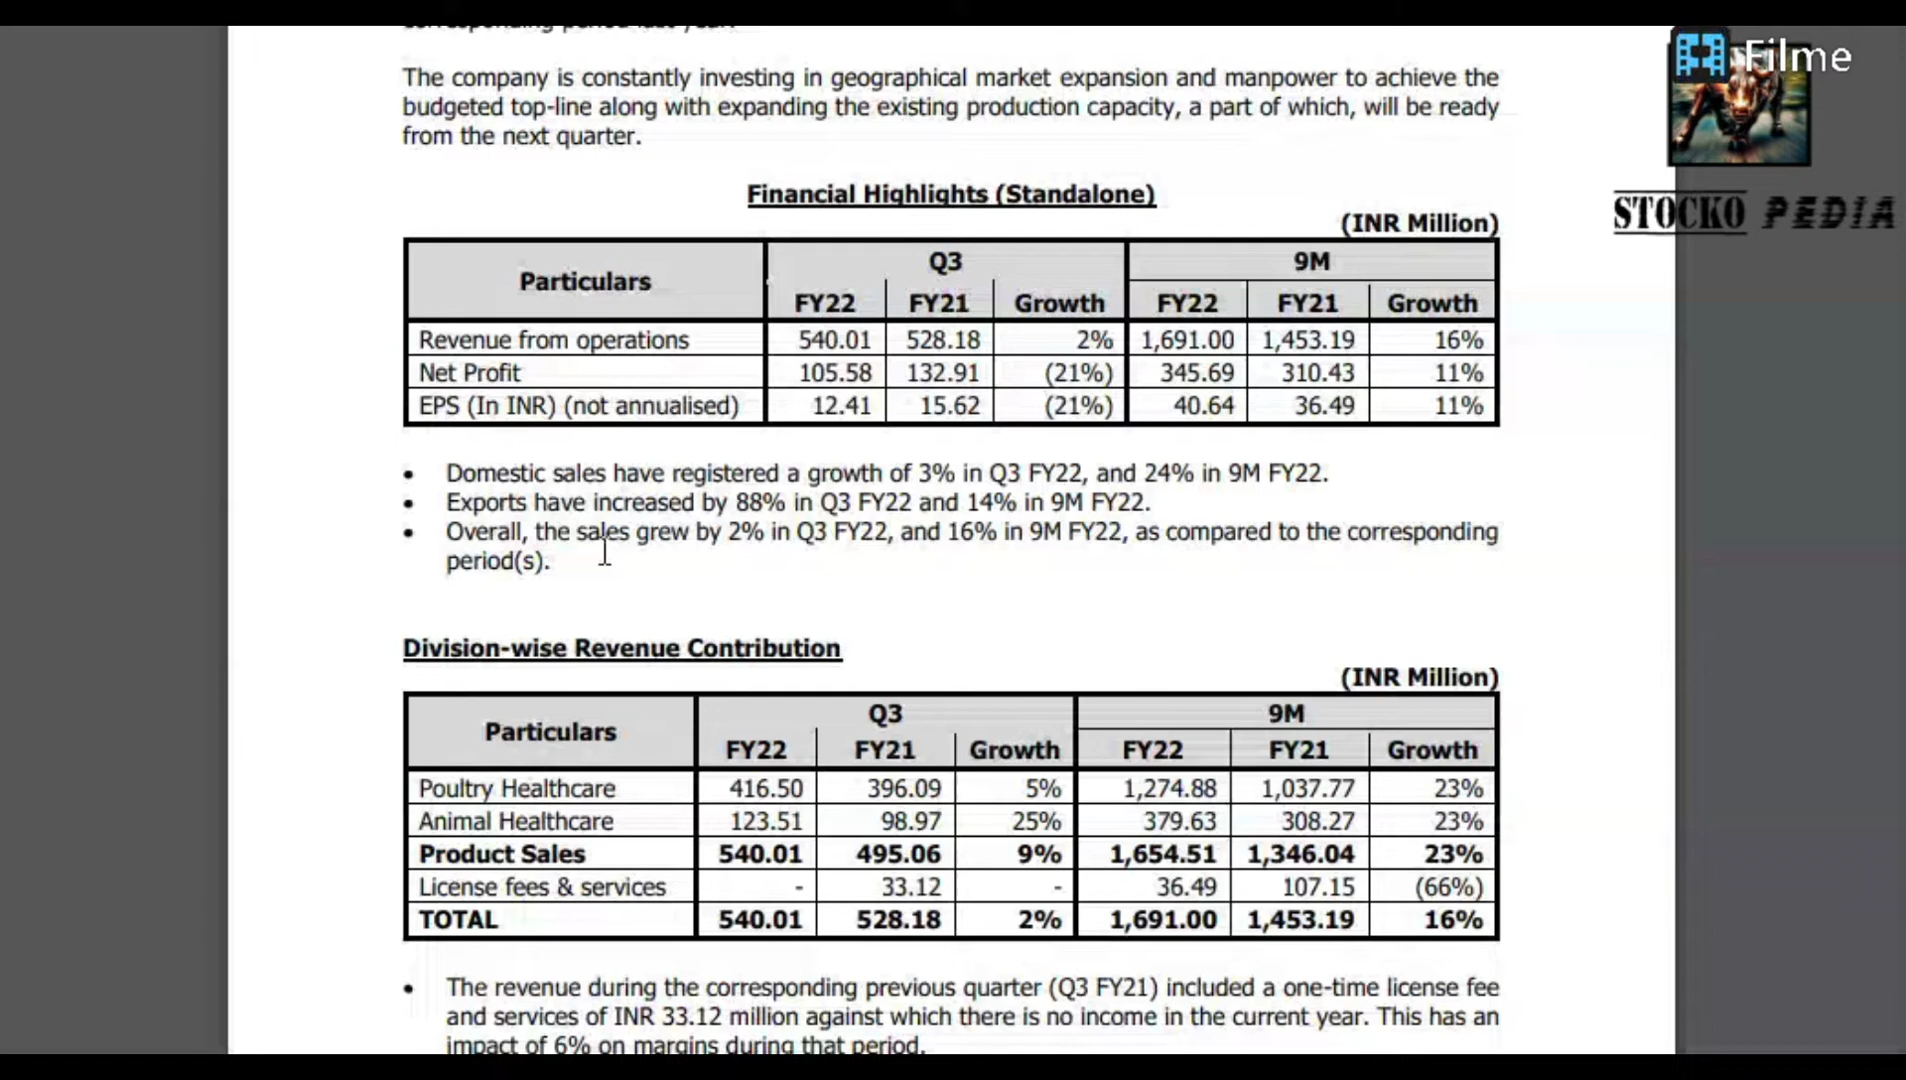 corresponding period last year.
Filme
The company is constantly investing in geographical market expansion and manpower to achieve the
budgeted top-line along with expanding the existing production capacity, a part of which, will be ready
from the next quarter.
STOCKO PEDIA
Financial Highlights (Standalone)
(INR Million)
Particulars Q3 9M
FY22 FY21 Growth FY22 FY21 Growth
Revenue from operations 540.01 528.18 2% 1,691.00 1,453.19 16%
Net Profit 105.58 132.91 (21%) 345.69 310.43 11%
EPS (In INR) (not annualised) 12.41 15.62 (21%) 40.64 36.49 11%
• Domestic sales have registered a growth of 3% in Q3 FY22, and 24% in 9M FY22.
• Exports have increased by 88% in Q3 FY22 and 14% in 9M FY22.
• Overall, the sales grew by 2% in Q3 FY22, and 16% in 9M FY22, as compared to the corresponding
period(s).
Division-wise Revenue Contribution
(INR Million)
Particulars Q3 9M
FY22 FY21 Growth FY22 FY21 Growth
Poultry Healthcare 416.50 396.09 5% 1,274.88 1,037.77 23%
Animal Healthcare 123.51 98.97 25% 379.63 308.27 23%
Product Sales 540.01 495.06 9% 1,654.51 1,346.04 23%
License fees & services - 33.12 - 36.49 107.15 (66%)
TOTAL 540.01 528.18 2% 1,691.00 1,453.19 16%
• The revenue during the corresponding previous quarter (Q3 FY21) included a one-time license fee
and services of INR 33.12 million against which there is no income in the current year. This has an
impact of 6% on margins during that period.